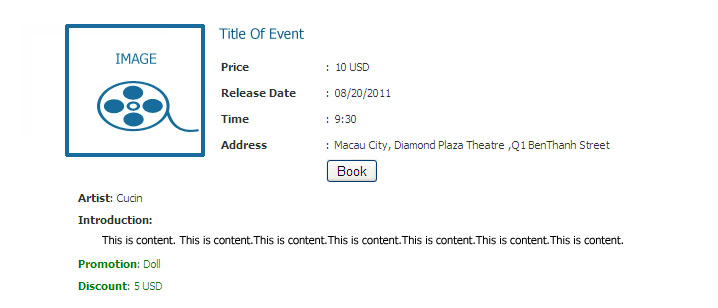 IMAGE
Title Of Event
Price : 10 USD
Release Date : 08/20/2011
Time : 9:30
Address : Macau City, Diamond Plaza Theatre ,Q1 BenThanh Street
Book
Artist: Cucin
Introduction:
This is content. This is content.This is content.This is content.This is content.This is content.This is content.
Promotion: Doll
Discount: 5 USD